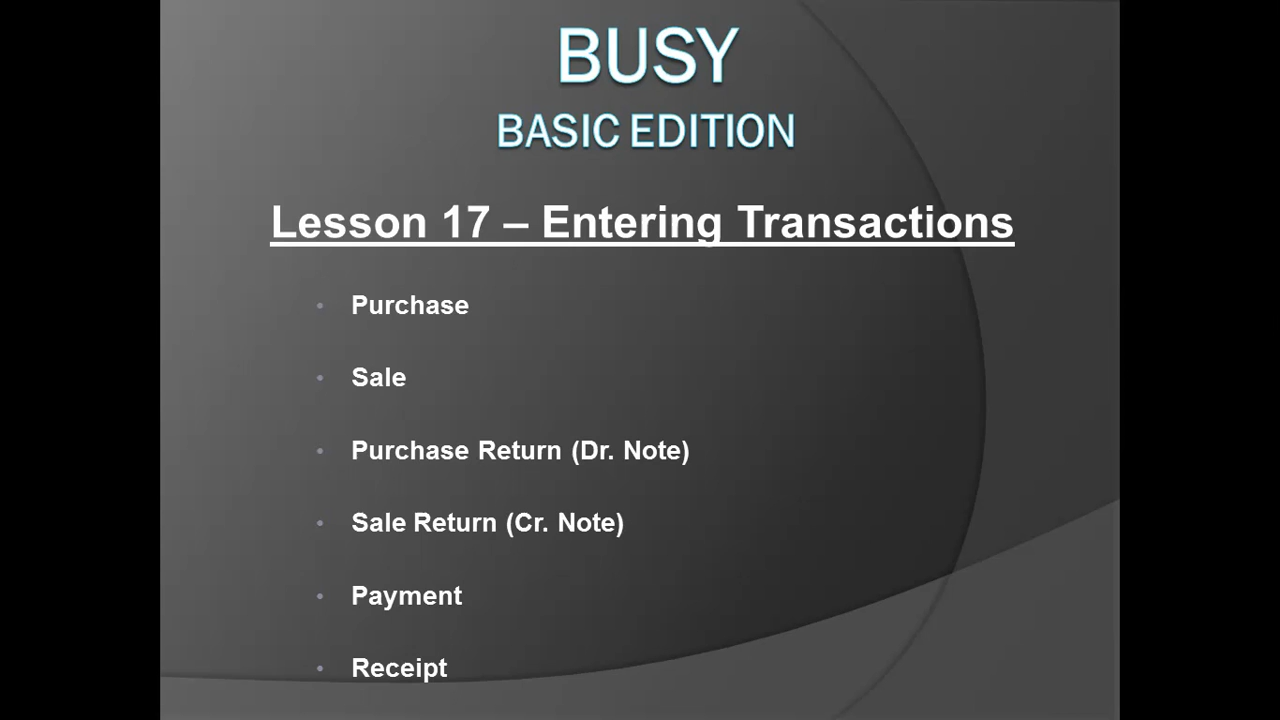 BUSY
BASIC EDITION
Lesson 17 – Entering Transactions
• Purchase
• Sale
• Purchase Return (Dr. Note)
• Sale Return (Cr. Note)
• Payment
• Receipt